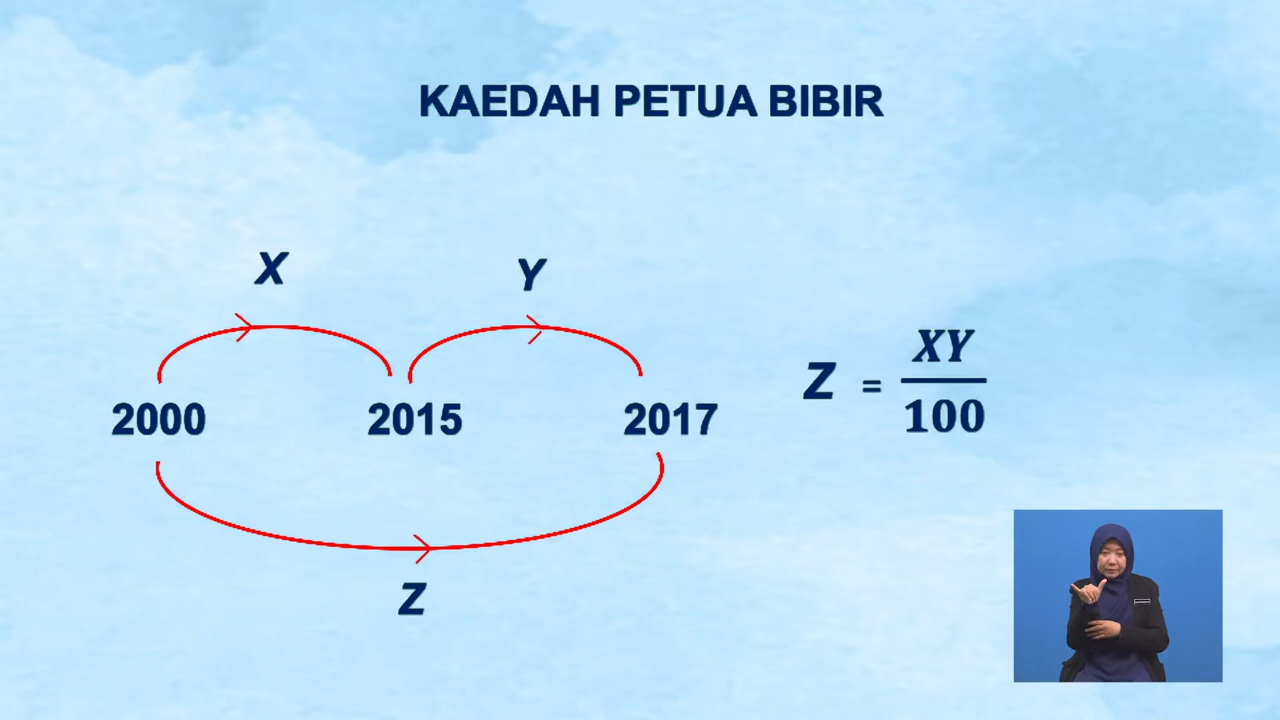 KAEDAH PETUA BIBIR
X
Y
2000
2015
2017
Z
Z = XY/100